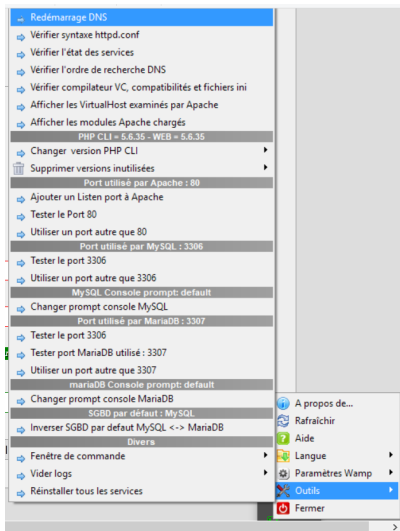 Redémarrage DNS
Vérifier syntaxe httpd.conf
Vérifier l'état des services
Vérifier l'ordre de recherche DNS
Vérifier compilateur VC, compatibilités et fichiers ini
Afficher les VirtualHost examinés par Apache
Afficher les modules Apache chargés
PHP CLI = 5.6.35 - WEB = 5.6.35
Changer version PHP CLI
Supprimer versions inutilisées
Port utilisé par Apache : 80
Ajouter un Listen port à Apache
Tester le Port 80
Utiliser un port autre que 80
Port utilisé par MySQL : 3306
Tester le port 3306
Utiliser un port autre que 3306
MySQL Console prompt: default
Changer prompt console MySQL
Port utilisé par MariaDB : 3307
Tester le port 3306
Tester port MariaDB utilisé : 3307
Utiliser un port autre que 3307
mariaDB Console prompt: default
Changer prompt console MariaDB
SGBD par défaut : MySQL
Inverser SGBD par defaut MySQL <-> MariaDB
Divers
Fenêtre de commande
Vider logs
Réinstaller tous les services
A propos de...
Rafraîchir
Aide
Langue
Paramètres Wamp
Outils
Fermer